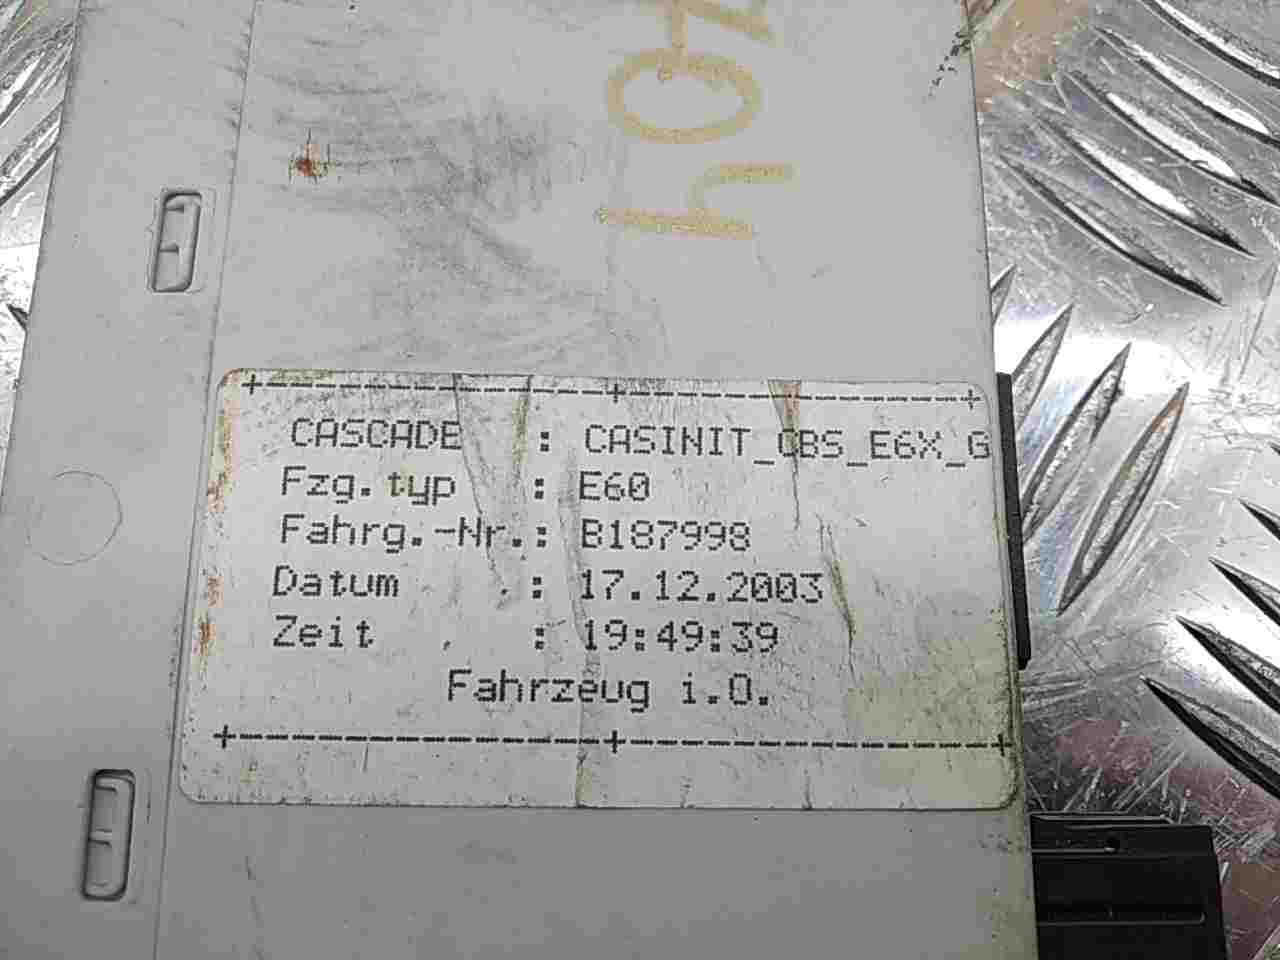 CASCADE : CASINIT_CBS_E6X_G
Fzg.typ : E60
Fahrg.-Nr.: B187998
Datum : 17.12.2003
Zeit : 19:49:39
Fahrzeug i.O.